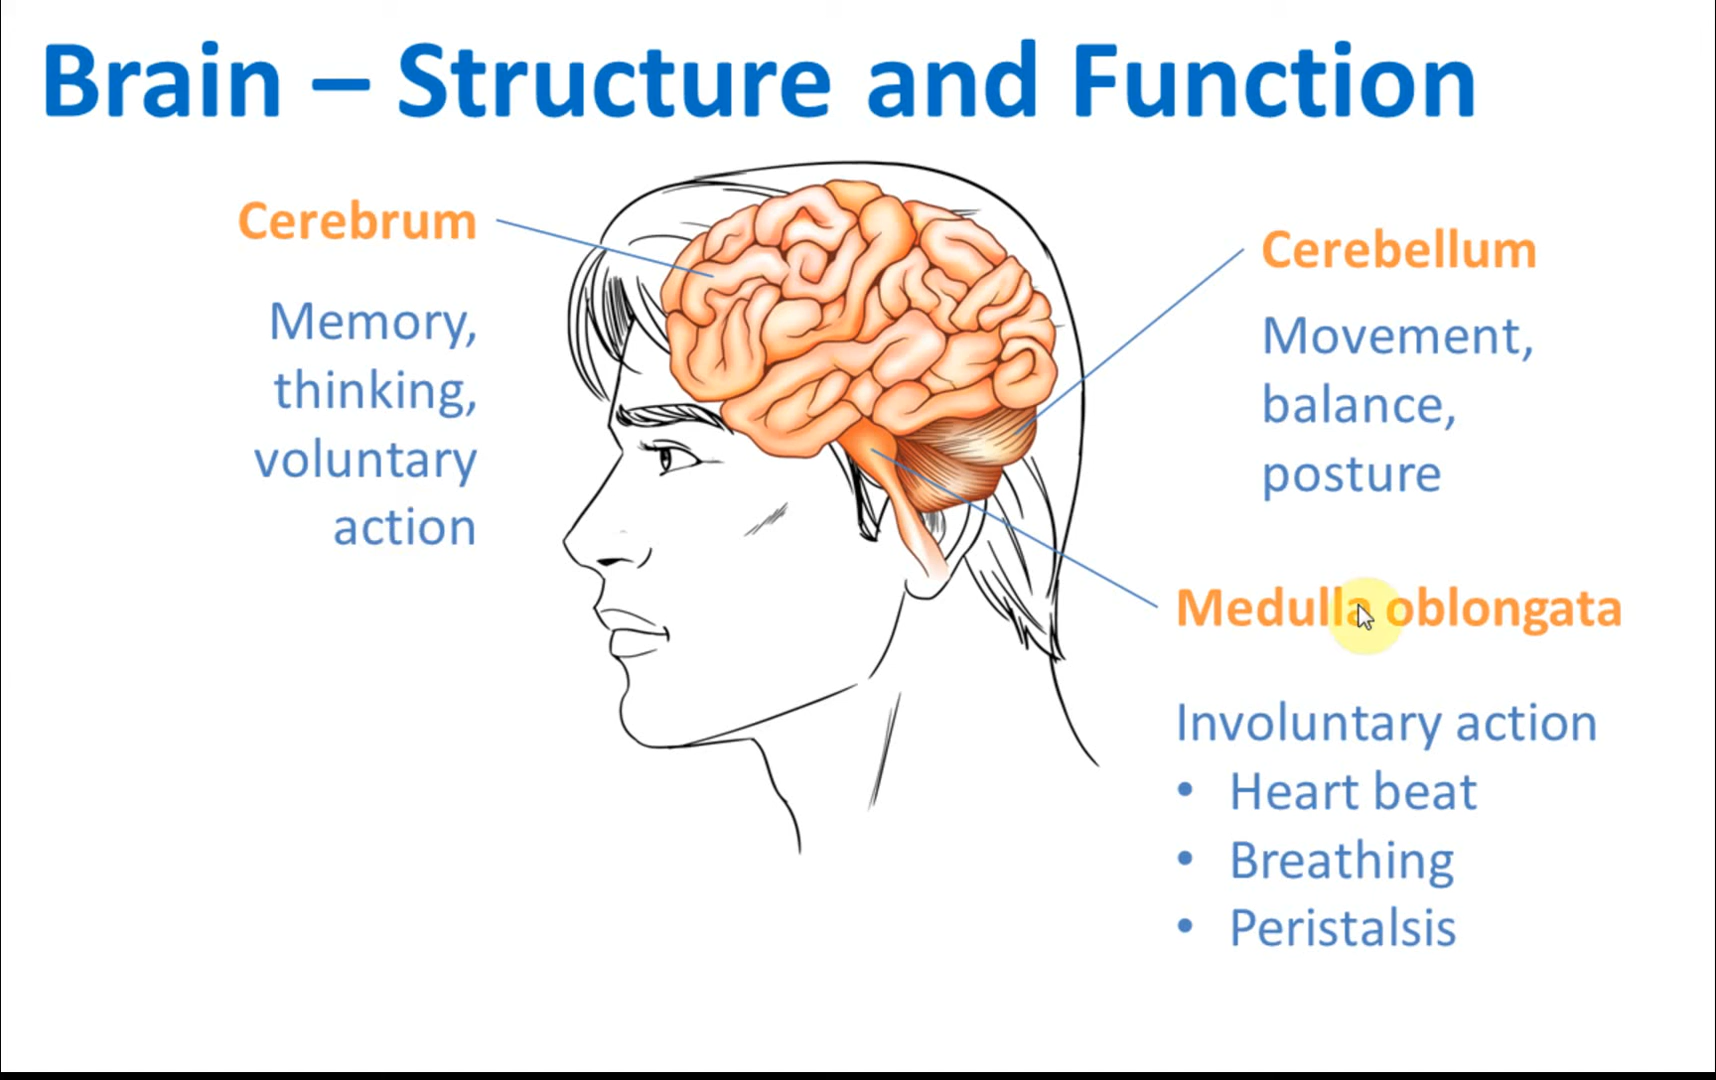 Brain – Structure and Function
Cerebrum
Memory,
thinking,
voluntary
action
Cerebellum
Movement,
balance,
posture
Medulla oblongata
Involuntary action
• Heart beat
• Breathing
• Peristalsis